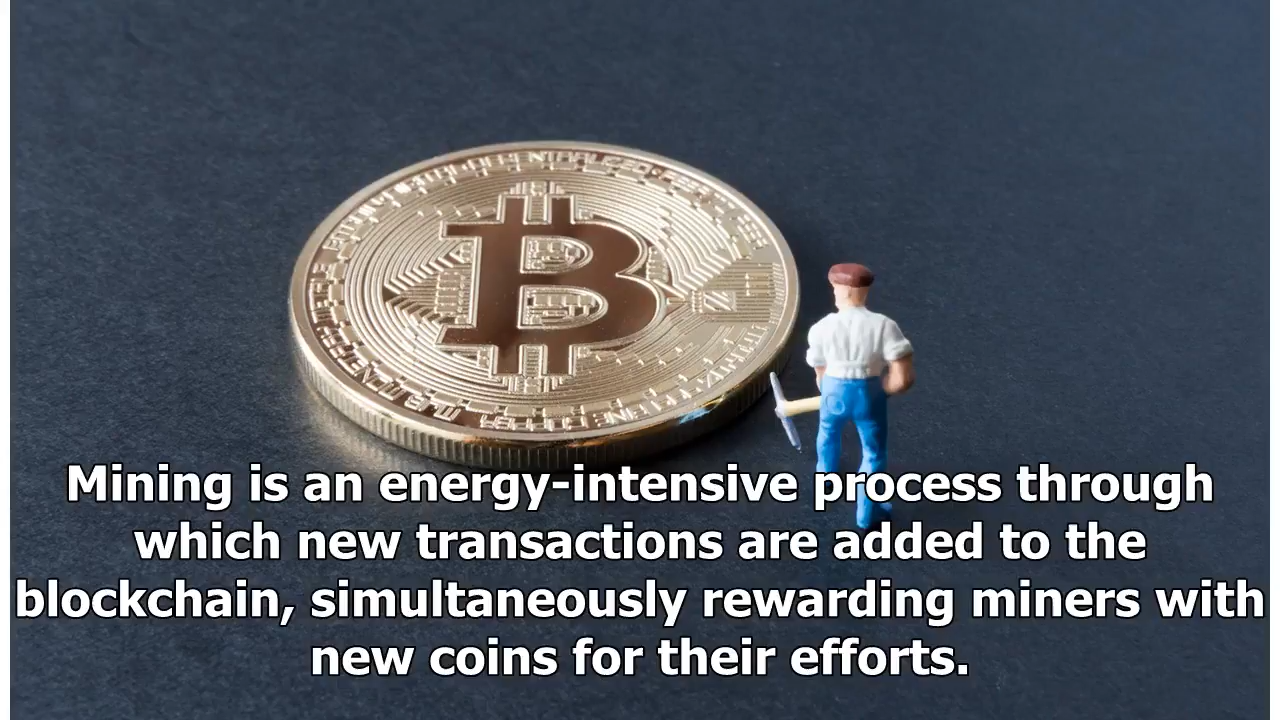 Mining is an energy-intensive process through
which new transactions are added to the
blockchain, simultaneously rewarding miners with
new coins for their efforts.